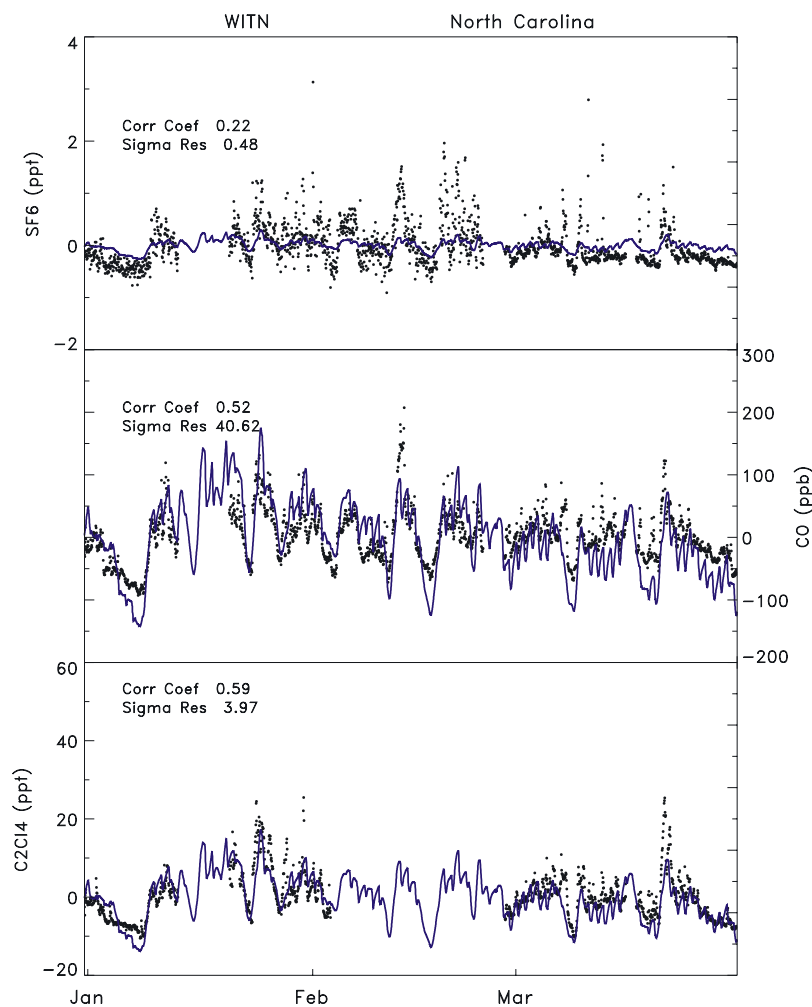 WITN North Carolina
4
Corr Coef 0.22
Sigma Res 0.48
2
SF6 (ppt)
0
-2
300
Corr Coef 0.52
Sigma Res 40.62
200
100
CO (ppb)
0
-100
-200
60
Corr Coef 0.59
Sigma Res 3.97
40
C2Cl4 (ppt)
20
0
-20
Jan Feb Mar